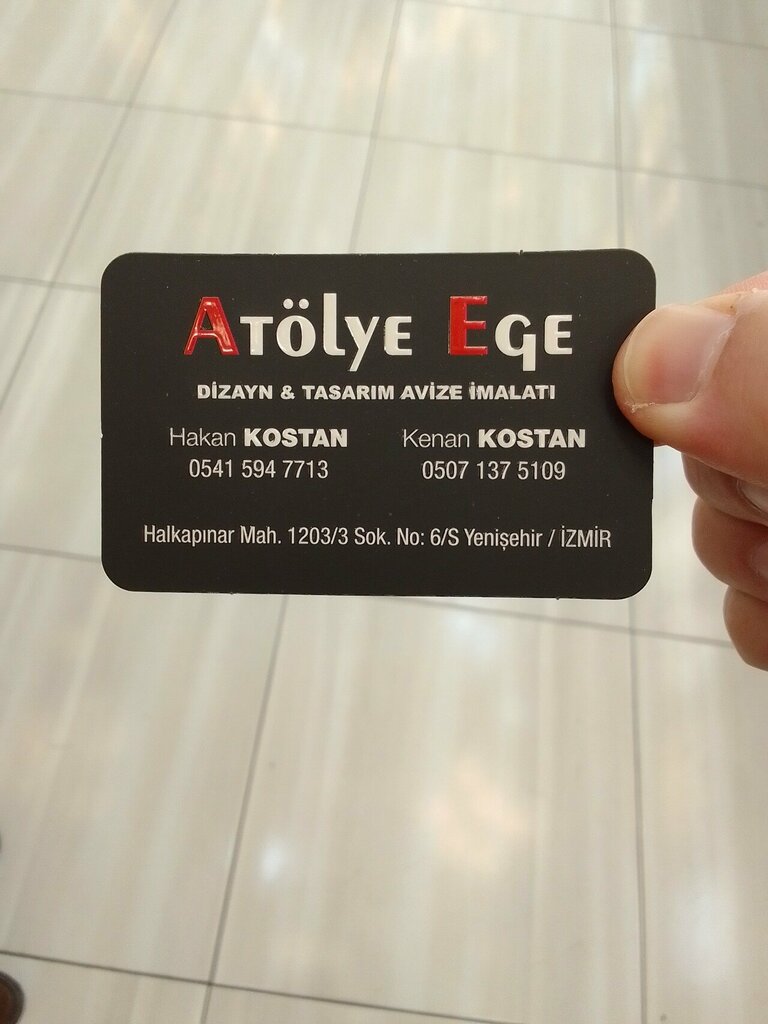 Atölye Ege
DİZAYN & TASARIM AVİZE İMALATI
Hakan KOSTAN Kenan KOSTAN
0541 594 7713 0507 137 5109
Halkapınar Mah. 1203/3 Sok. No: 6/S Yenişehir / İZMİR